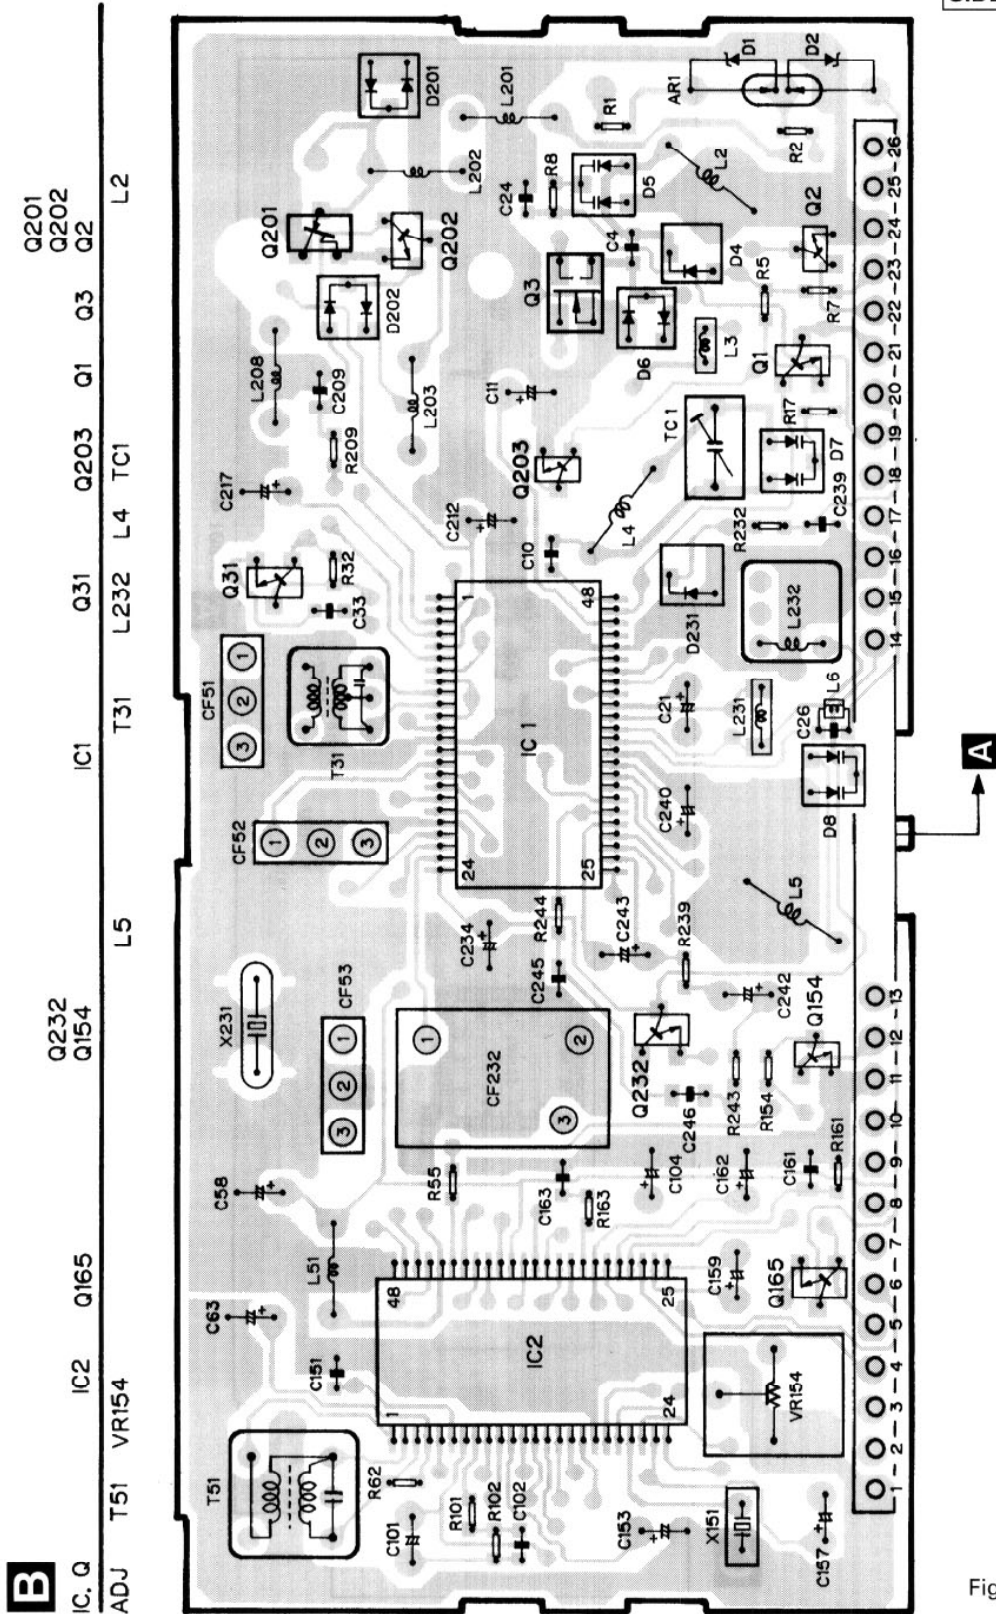 B
Q201
Q232 Q202
IC. Q IC2 Q165 Q154 IC1 Q31 Q203 Q1 Q3 Q2
ADJ T51 VR154 L5 T31 L232 L4 TC1 L2
T51
C63
C58
X231
CF51
3 2 1
Q31
C217
L208
Q201
CF52
1
2
3
L51
C151
CF53
3 2 1
T31
C33
R32
R209
C209
D202
D201
R62
C101
48
1
IC2
25
24
R55
CF232
1
2
3
C234
L203
Q202
L202
L201
R101
R102
C102
C163
R163
C245
R244
24
1
IC 1
25
48
C212
C10
C11
Q203
Q3
C24
R8
R1
C153
C104
Q232
C243
R239
C246
L4
C4
D6
D5
AR1
D1
D2
X151
C159
C162
R243
R154
C242
C240
C21
D231
TC 1
L3
D4
L2
R2
C157
VR154
Q165
C161
R161
Q154
L5
D8
C26
L6
L231
L232
R232
C239
D7
R17
Q1
R7
R5
Q2
1 2 3 4 5 6 7 8 9 10 11 12 13 14 15 16 17 18 19 20 21 22 23 24 25 26
A
Fig